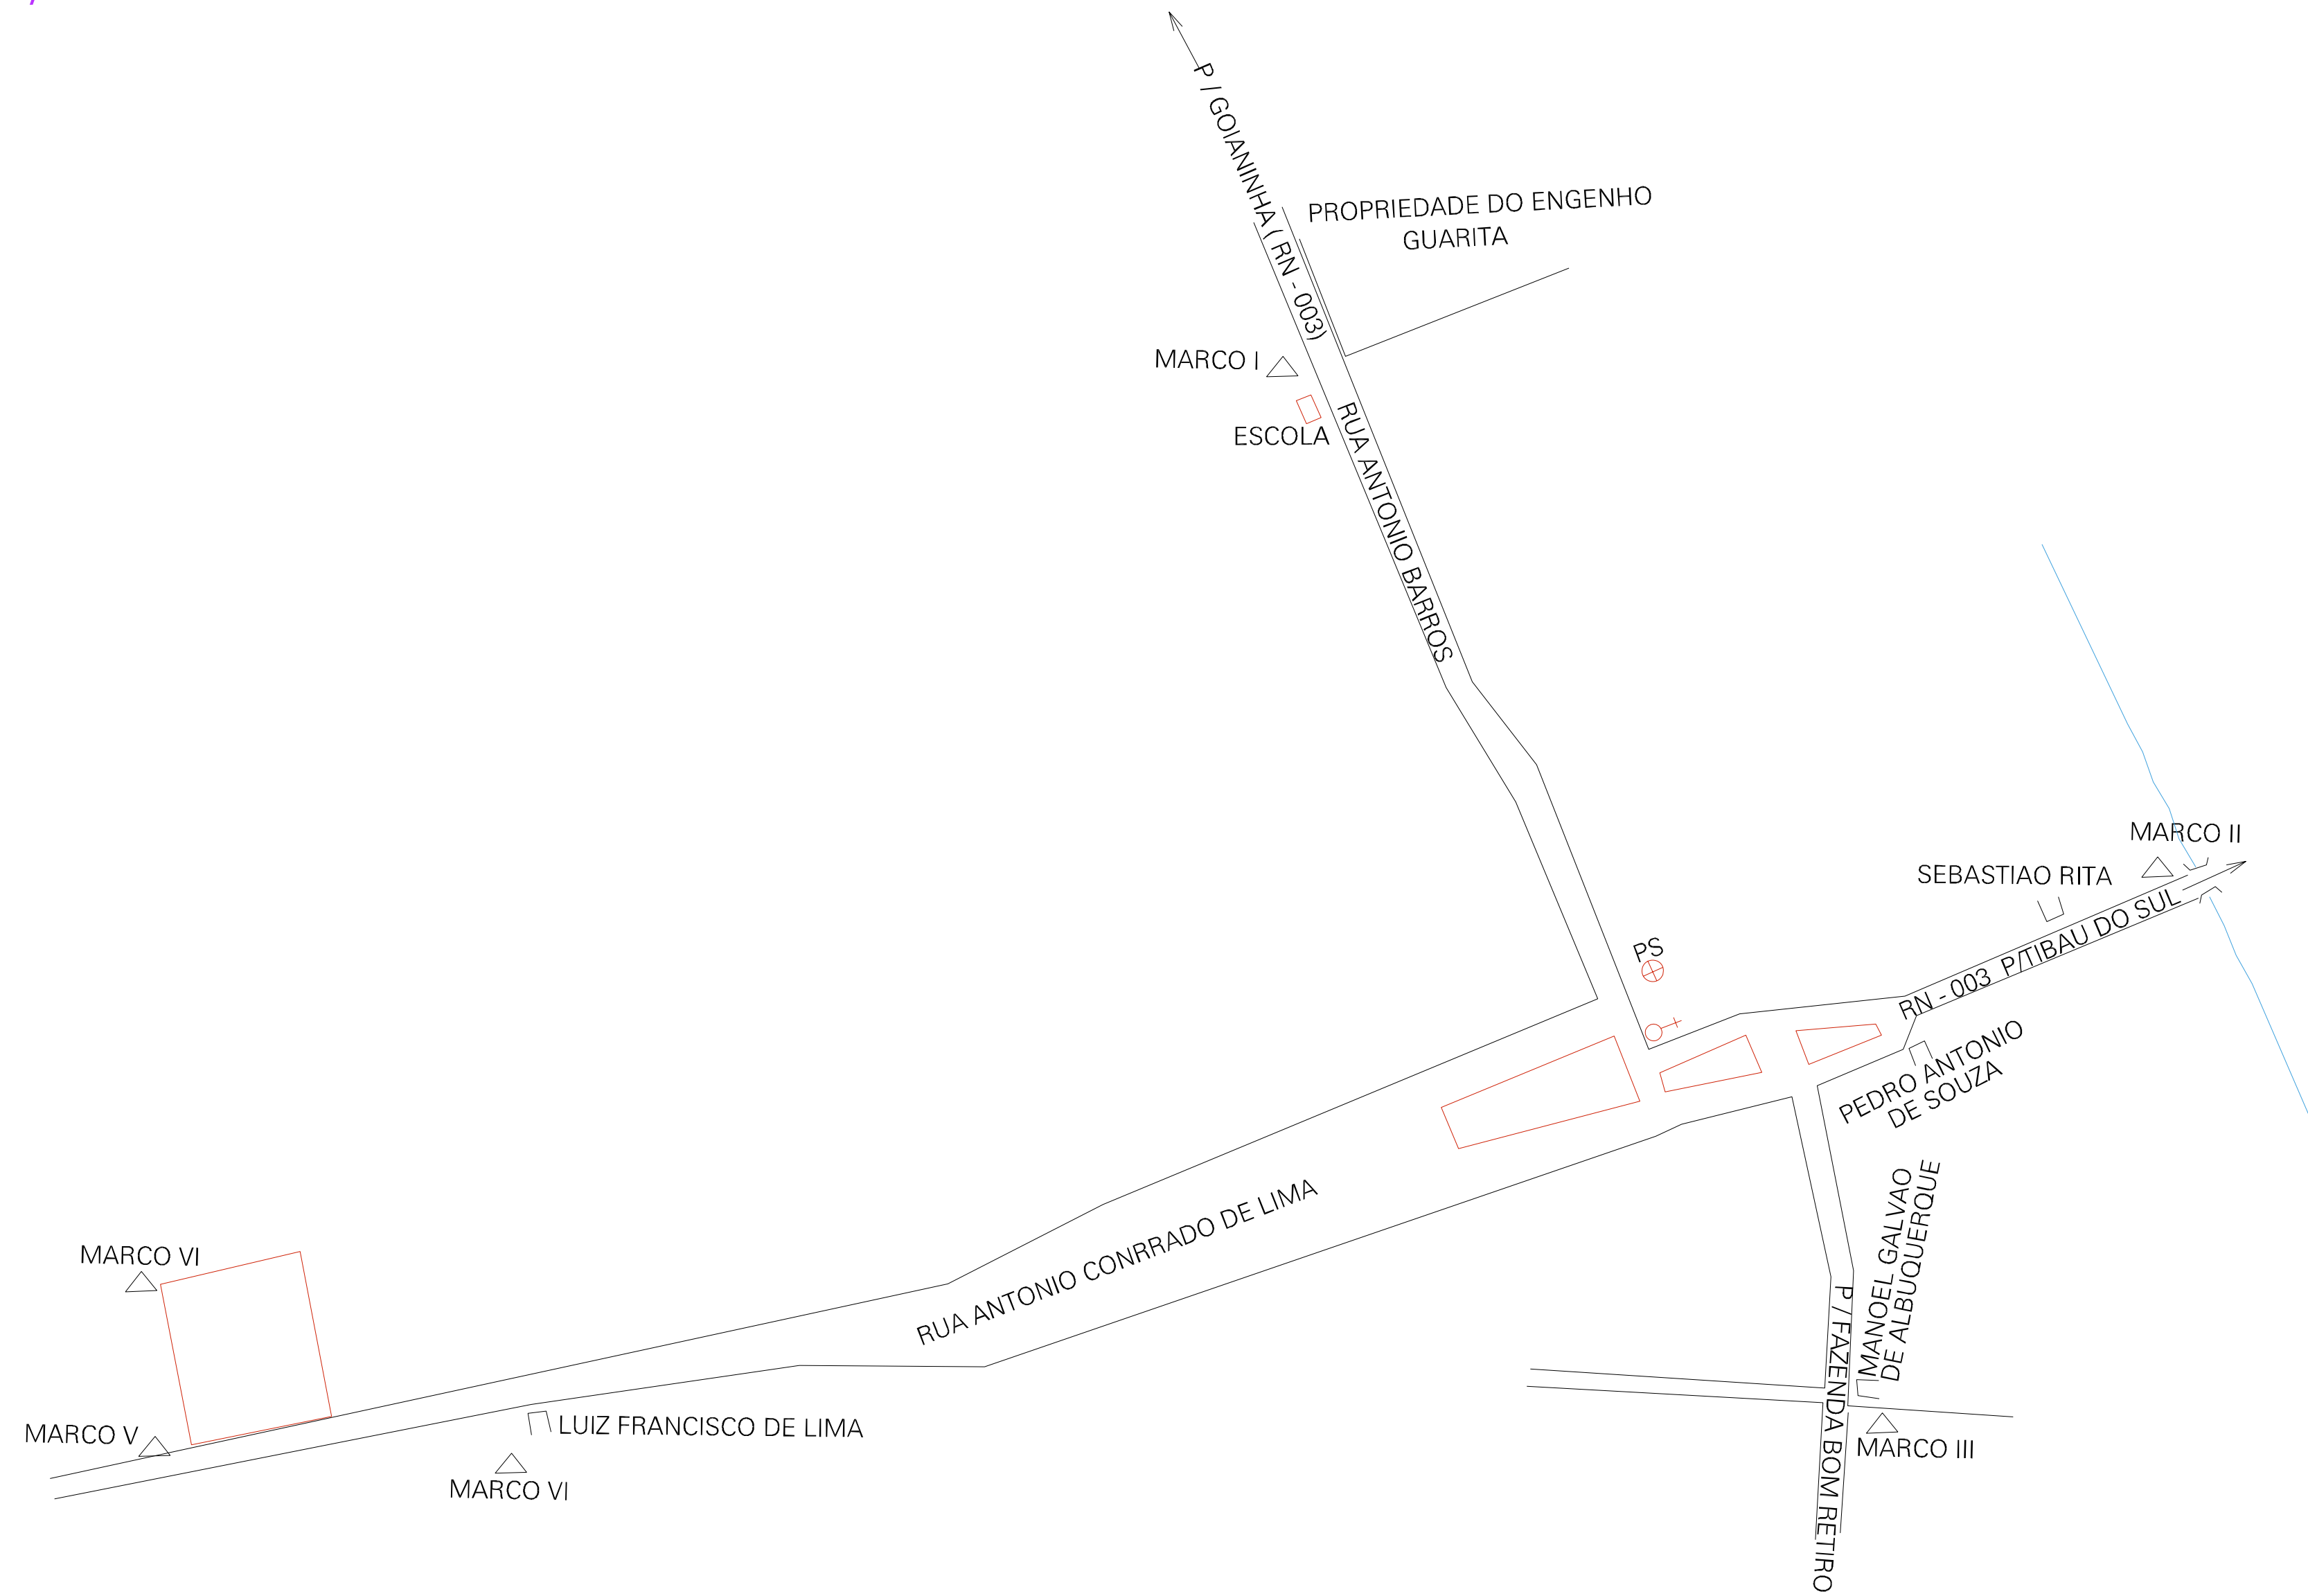 P / GOIANINHA ( RN - 003)
PROPRIEDADE DO ENGENHO
GUARITA
MARCO I
ESCOLA
RUA ANTONIO BARROS
MARCO II
SEBASTIAO RITA
PS
RN - 003 P/TIBAU DO SUL
PEDRO ANTONIO
DE SOUZA
MANOEL GALVAO
DE ALBUQUERQUE
RUA ANTONIO CONRRADO DE LIMA
MARCO VI
P / FAZENDA BOM RETIRO
MARCO V
LUIZ FRANCISCO DE LIMA
MARCO III
MARCO VI